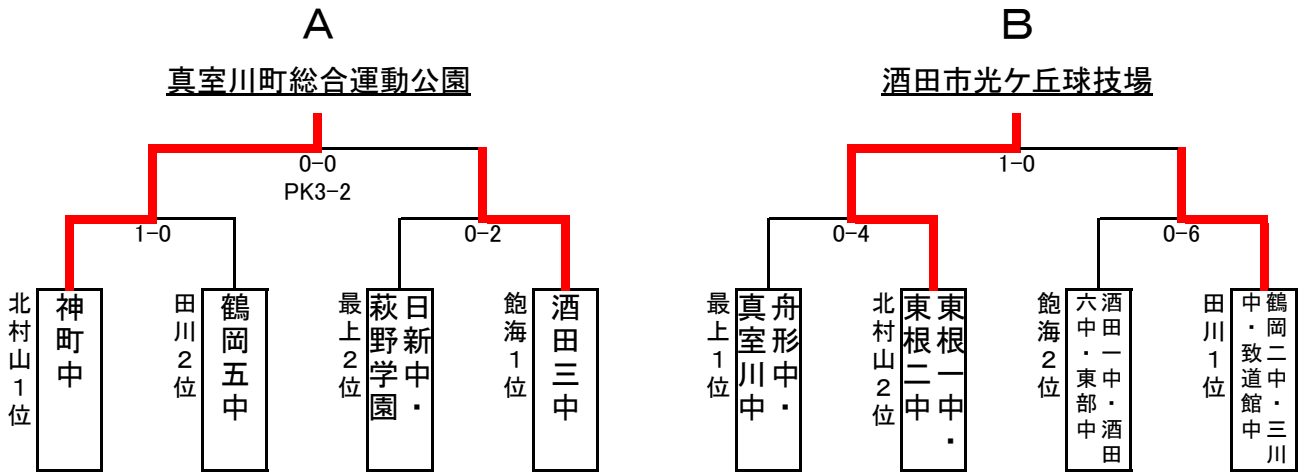 A
真室川町総合運動公園
0-0
PK3-2
1-0
0-2
北村山1位
神町中
田川2位
鶴岡五中
最上2位
日新中・
萩野学園
飽海1位
酒田三中
B
酒田市光ケ丘球技場
1-0
0-4
0-6
最上1位
舟形中・
真室川中
北村山2位
東根一中・
東根二中
飽海2位
酒田一中・酒田
六中・東部中
田川1位
鶴岡二中・三川
中・致道館中